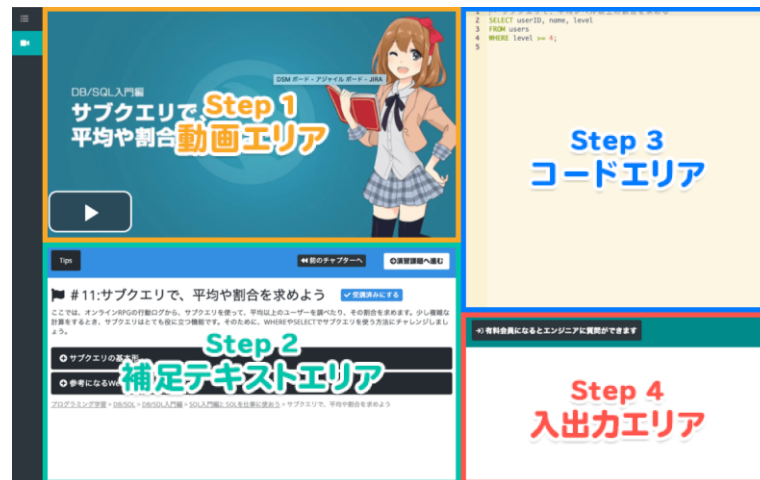 DB/SQL入門編
サブクエリで、
平均や割合
DSM ボード - アジャイル ボード - JIRA
Step 1
動画エリア
1
2 SELECT userID, name, level
3 FROM users
4 WHERE level >= 4;
5
Step 3
コードエリア
Tips
前のチャプターへ
演習課題へ進む
#11:サブクエリで、平均や割合を求めよう
受講済みにする
ここでは、オンラインRPGの行動ログから、サブクエリを使って、平均以上のユーザーを調べたり、その割合を求めます。少し複雑な
計算をするとき、サブクエリはとても役に立つ機能です。そのために、WHEREやSELECTでサブクエリを使う方法にチャレンジしまし
ょう。
サブクエリの基本形
参考になるWe
Step 2
補足テキストエリア
プログラミング学習 > DB/SQL > DB/SQL入門編 > SQL入門編2: SQLを仕事に使おう > サブクエリで、平均や割合を求めよう
有料会員になるとエンジニアに質問ができます
Step 4
入出力エリア